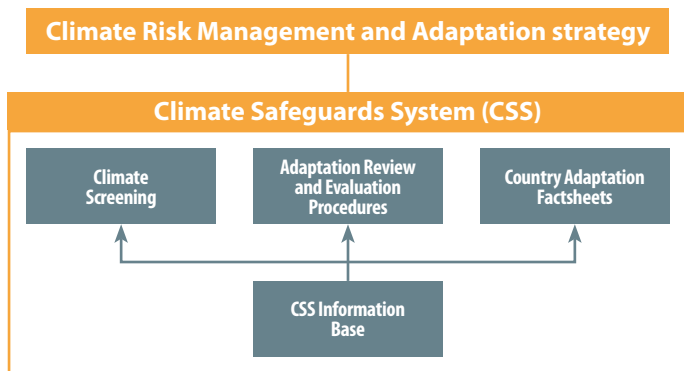 Climate Risk Management and Adaptation strategy
Climate Safeguards System (CSS)
Climate
Screening
Adaptation Review
and Evaluation
Procedures
Country Adaptation
Factsheets
CSS Information
Base